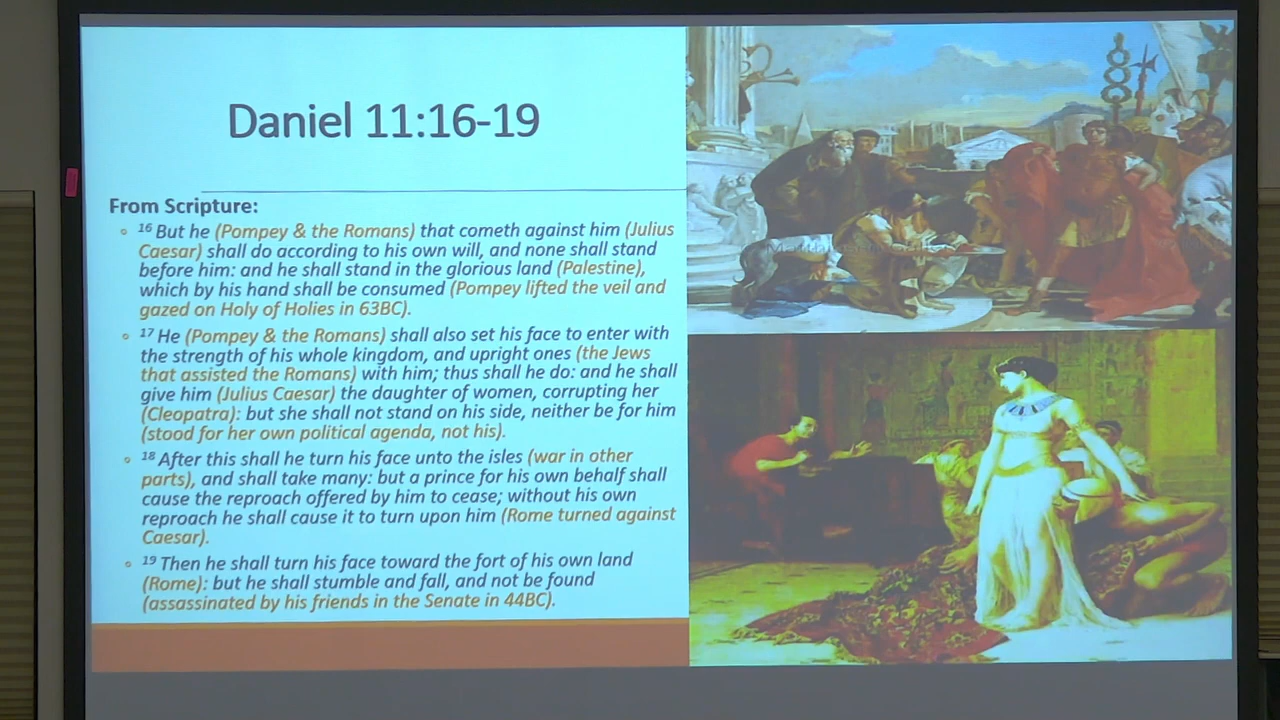 Daniel 11:16-19
From Scripture:
16 But he (Pompey & the Romans) that cometh against him (Julius
Caesar) shall do according to his own will, and none shall stand
before him: and he shall stand in the glorious land (Palestine),
which by his hand shall be consumed (Pompey lifted the veil and
gazed on Holy of Holies in 63BC).
17 He (Pompey & the Romans) shall also set his face to enter with
the strength of his whole kingdom, and upright ones (the Jews
that assisted the Romans) with him; thus shall he do: and he shall
give him (Julius Caesar) the daughter of women, corrupting her
(Cleopatra): but she shall not stand on his side, neither be for him
(stood for her own political agenda, not his).
18 After this shall he turn his face unto the isles (war in other
parts), and shall take many: but a prince for his own behalf shall
cause the reproach offered by him to cease; without his own
reproach he shall cause it to turn upon him (Rome turned against
Caesar).
19 Then he shall turn his face toward the fort of his own land
(Rome): but he shall stumble and fall, and not be found
(assassinated by his friends in the Senate in 44BC).